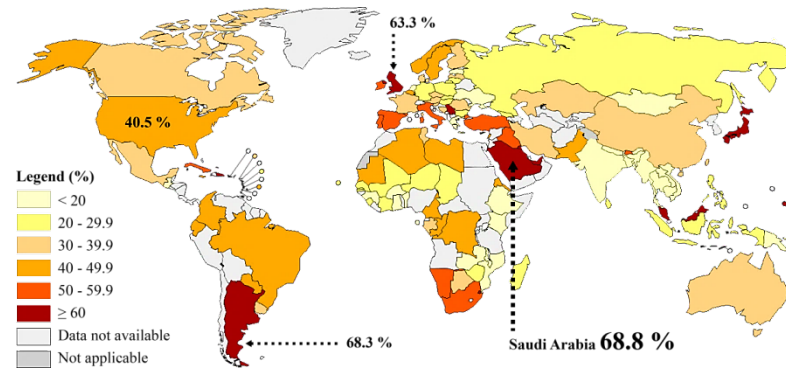 63.3 %
40.5 %
Legend (%)
< 20
20 - 29.9
30 - 39.9
40 - 49.9
50 - 59.9
≥ 60
Data not available
Not applicable
68.3 %
Saudi Arabia 68.8 %